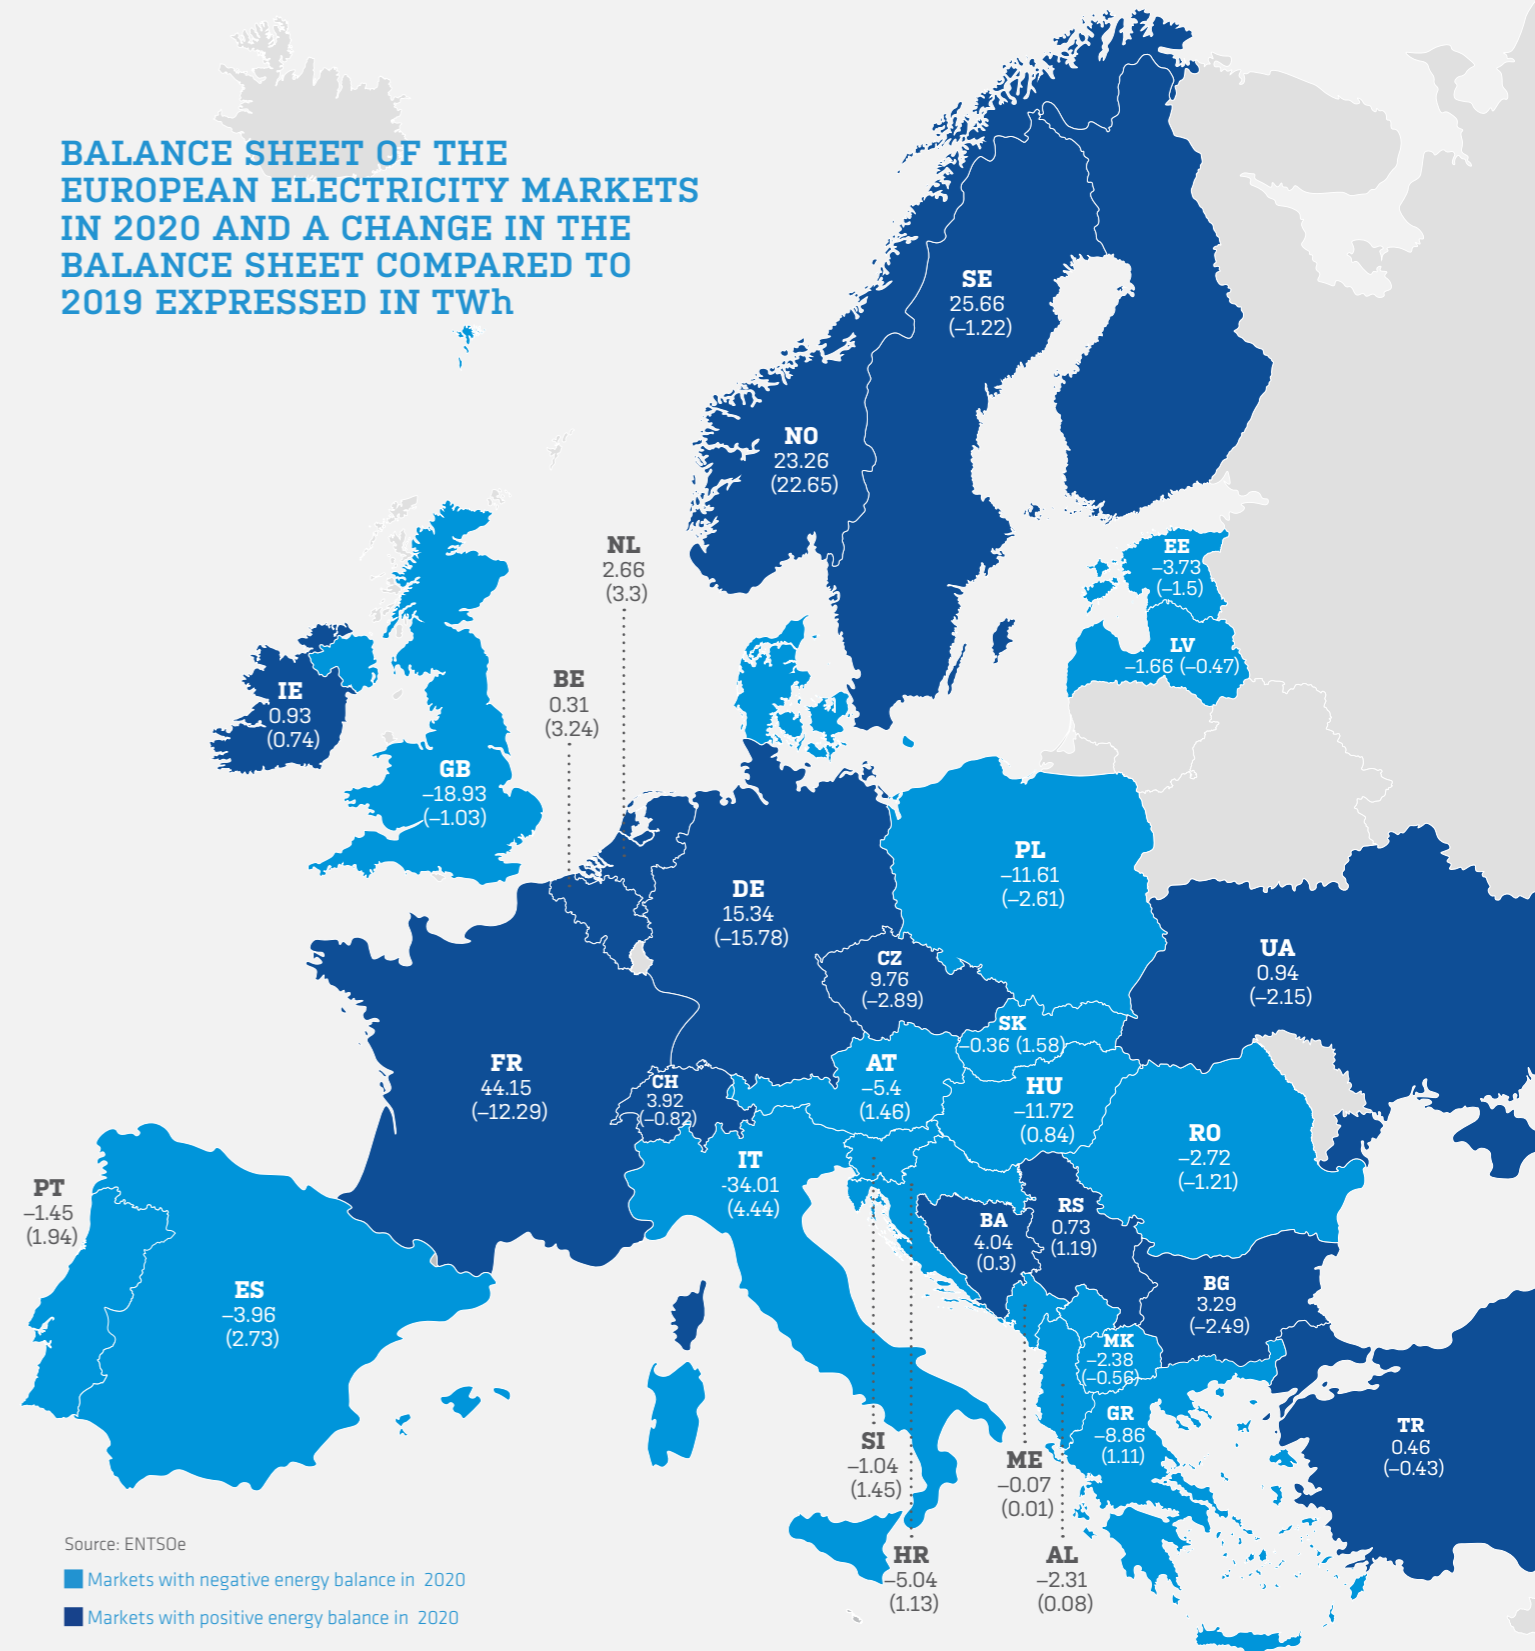 BALANCE SHEET OF THE
EUROPEAN ELECTRICITY MARKETS
IN 2020 AND A CHANGE IN THE
BALANCE SHEET COMPARED TO
2019 EXPRESSED IN TWh
SE
25.66
(–1.22)
NO
23.26
(22.65)
NL
2.66
(3.3)
EE
–3.73
(–1.5)
LV
–1.66 (–0.47)
BE
0.31
(3.24)
IE
0.93
(0.74)
GB
–18.93
(–1.03)
PL
–11.61
(–2.61)
DE
15.34
(–15.78)
CZ
9.76
(–2.89)
UA
0.94
(–2.15)
SK
–0.36 (1.58)
FR
44.15
(–12.29)
CH
3.92
(–0.82)
AT
–5.4
(1.46)
HU
–11.72
(0.84)
RO
–2.72
(–1.21)
IT
-34.01
(4.44)
PT
–1.45
(1.94)
BA
4.04
(0.3)
RS
0.73
(1.19)
ES
–3.96
(2.73)
BG
3.29
(–2.49)
MK
–2.38
(–0.56)
GR
–8.86
(1.11)
TR
0.46
(–0.43)
SI
–1.04
(1.45)
ME
–0.07
(0.01)
HR
–5.04
(1.13)
AL
–2.31
(0.08)
Source: ENTSOe
Markets with negative energy balance in 2020
Markets with positive energy balance in 2020